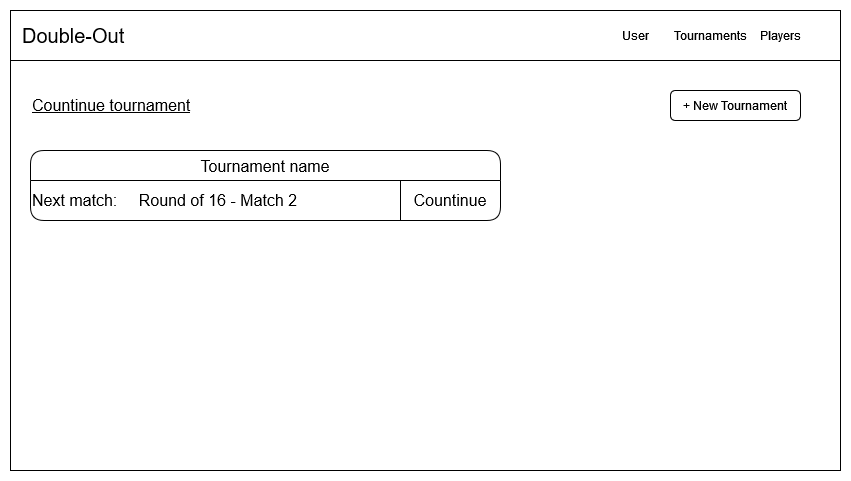 Double-Out
User Tournaments Players
Countinue tournament
+ New Tournament
Tournament name
Next match: Round of 16 - Match 2
Countinue